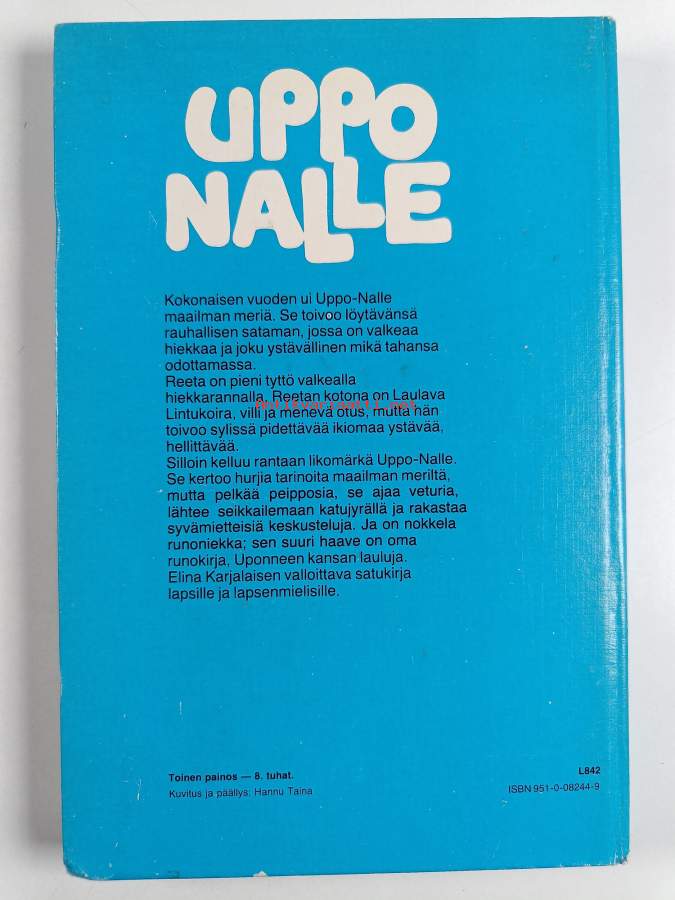 UPPO
NALLE
Kokonaisen vuoden ui Uppo-Nalle
maailman meriä. Se toivoo löytävänsä
rauhallisen sataman, jossa on valkeaa
hiekkaa ja joku ystävällinen mikä tahansa
odottamassa.
Reeta on pieni tyttö valkealla
hiekkarannalla. Reetan kotona on Laulava
Antikvariaatti.net
Lintukoira, villi ja menevä otus, mutta hän
toivoo sylissä pidettävää ikiomaa ystävää,
hellittävää.
Silloin kelluu rantaan likomärkä Uppo-Nalle.
Se kertoo hurjia tarinoita maailman meriltä,
mutta pelkää peipposia, se ajaa veturia,
lähtee seikkailemaan katujyrällä ja rakastaa
syvämietteisiä keskusteluja. Ja on nokkela
runoniekka; sen suuri haave on oma
runokirja, Uponneen kansan lauluja.
Elina Karjalaisen valloittava satukirja
lapsille ja lapsenmielisille.
Toinen painos — 8. tuhat.
Kuvitus ja päällys: Hannu Taina
L842
ISBN 951-0-08244-9